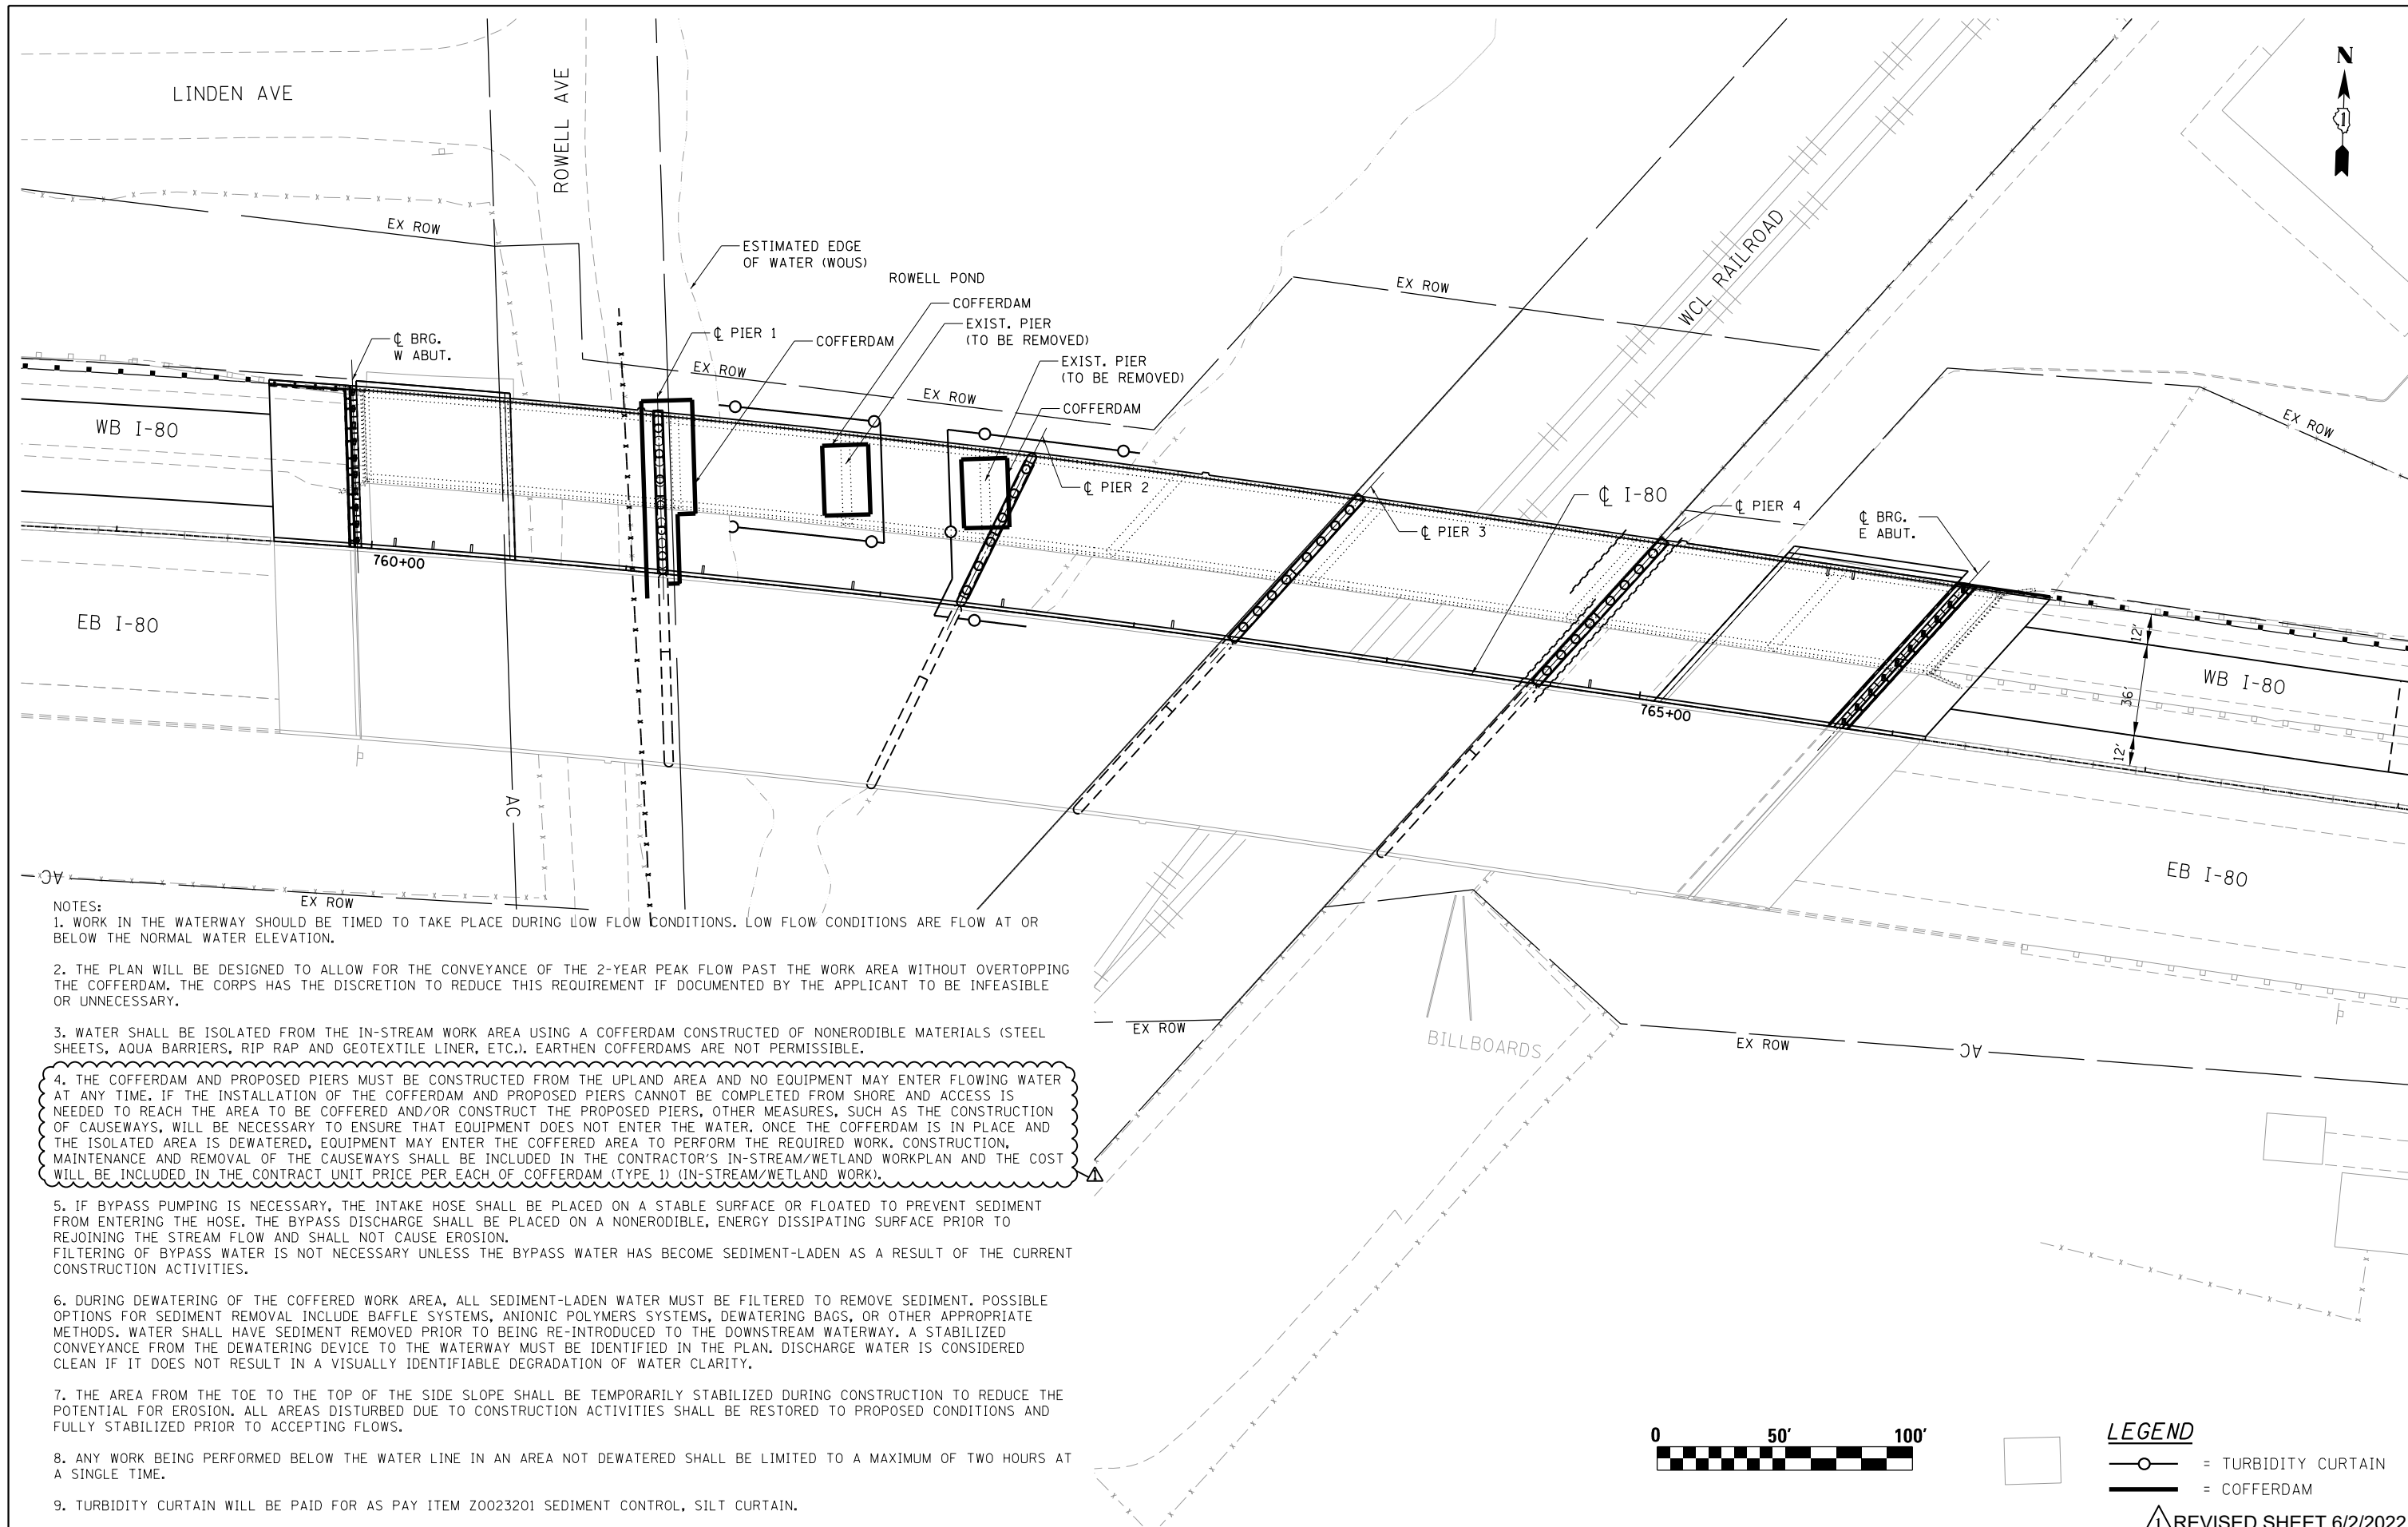 LINDEN AVE
ROWELL AVE
N
1
EX ROW
ESTIMATED EDGE
OF WATER (WOUS)
ROWELL POND
COFFERDAM
EXIST. PIER
(TO BE REMOVED)
℄ PIER 1
COFFERDAM
EXIST. PIER
(TO BE REMOVED)
COFFERDAM
℄ BRG.
W ABUT.
EX ROW
EX ROW
EX ROW
WCL RAILROAD
EX ROW
WB I-80
℄ PIER 2
℄ PIER 3
℄ I-80
℄ PIER 4
℄ BRG.
E ABUT.
760+00
EB I-80
765+00
12'
36'
12'
WB I-80
AC
EB I-80
AC
EX ROW
EX ROW
BILLBOARDS
EX ROW
AC
NOTES:
1. WORK IN THE WATERWAY SHOULD BE TIMED TO TAKE PLACE DURING LOW FLOW CONDITIONS. LOW FLOW CONDITIONS ARE FLOW AT OR
BELOW THE NORMAL WATER ELEVATION.
2. THE PLAN WILL BE DESIGNED TO ALLOW FOR THE CONVEYANCE OF THE 2-YEAR PEAK FLOW PAST THE WORK AREA WITHOUT OVERTOPPING
THE COFFERDAM. THE CORPS HAS THE DISCRETION TO REDUCE THIS REQUIREMENT IF DOCUMENTED BY THE APPLICANT TO BE INFEASIBLE
OR UNNECESSARY.
3. WATER SHALL BE ISOLATED FROM THE IN-STREAM WORK AREA USING A COFFERDAM CONSTRUCTED OF NONERODIBLE MATERIALS (STEEL
SHEETS, AQUA BARRIERS, RIP RAP AND GEOTEXTILE LINER, ETC.). EARTHEN COFFERDAMS ARE NOT PERMISSIBLE.
4. THE COFFERDAM AND PROPOSED PIERS MUST BE CONSTRUCTED FROM THE UPLAND AREA AND NO EQUIPMENT MAY ENTER FLOWING WATER
AT ANY TIME. IF THE INSTALLATION OF THE COFFERDAM AND PROPOSED PIERS CANNOT BE COMPLETED FROM SHORE AND ACCESS IS
NEEDED TO REACH THE AREA TO BE COFFERED AND/OR CONSTRUCT THE PROPOSED PIERS, OTHER MEASURES, SUCH AS THE CONSTRUCTION
OF CAUSEWAYS, WILL BE NECESSARY TO ENSURE THAT EQUIPMENT DOES NOT ENTER THE WATER. ONCE THE COFFERDAM IS IN PLACE AND
THE ISOLATED AREA IS DEWATERED, EQUIPMENT MAY ENTER THE COFFERED AREA TO PERFORM THE REQUIRED WORK. CONSTRUCTION,
MAINTENANCE AND REMOVAL OF THE CAUSEWAYS SHALL BE INCLUDED IN THE CONTRACTOR'S IN-STREAM/WETLAND WORKPLAN AND THE COST
WILL BE INCLUDED IN THE CONTRACT UNIT PRICE PER EACH OF COFFERDAM (TYPE 1) (IN-STREAM/WETLAND WORK).
1
5. IF BYPASS PUMPING IS NECESSARY, THE INTAKE HOSE SHALL BE PLACED ON A STABLE SURFACE OR FLOATED TO PREVENT SEDIMENT
FROM ENTERING THE HOSE. THE BYPASS DISCHARGE SHALL BE PLACED ON A NONERODIBLE, ENERGY DISSIPATING SURFACE PRIOR TO
REJOINING THE STREAM FLOW AND SHALL NOT CAUSE EROSION.
FILTERING OF BYPASS WATER IS NOT NECESSARY UNLESS THE BYPASS WATER HAS BECOME SEDIMENT-LADEN AS A RESULT OF THE CURRENT
CONSTRUCTION ACTIVITIES.
6. DURING DEWATERING OF THE COFFERED WORK AREA, ALL SEDIMENT-LADEN WATER MUST BE FILTERED TO REMOVE SEDIMENT. POSSIBLE
OPTIONS FOR SEDIMENT REMOVAL INCLUDE BAFFLE SYSTEMS, ANIONIC POLYMERS SYSTEMS, DEWATERING BAGS, OR OTHER APPROPRIATE
METHODS. WATER SHALL HAVE SEDIMENT REMOVED PRIOR TO BEING RE-INTRODUCED TO THE DOWNSTREAM WATERWAY. A STABILIZED
CONVEYANCE FROM THE DEWATERING DEVICE TO THE WATERWAY MUST BE IDENTIFIED IN THE PLAN. DISCHARGE WATER IS CONSIDERED
CLEAN IF IT DOES NOT RESULT IN A VISUALLY IDENTIFIABLE DEGRADATION OF WATER CLARITY.
7. THE AREA FROM THE TOE TO THE TOP OF THE SIDE SLOPE SHALL BE TEMPORARILY STABILIZED DURING CONSTRUCTION TO REDUCE THE
POTENTIAL FOR EROSION. ALL AREAS DISTURBED DUE TO CONSTRUCTION ACTIVITIES SHALL BE RESTORED TO PROPOSED CONDITIONS AND
FULLY STABILIZED PRIOR TO ACCEPTING FLOWS.
8. ANY WORK BEING PERFORMED BELOW THE WATER LINE IN AN AREA NOT DEWATERED SHALL BE LIMITED TO A MAXIMUM OF TWO HOURS AT
A SINGLE TIME.
9. TURBIDITY CURTAIN WILL BE PAID FOR AS PAY ITEM Z0023201 SEDIMENT CONTROL, SILT CURTAIN.
0 50' 100'
LEGEND
= TURBIDITY CURTAIN
= COFFERDAM
1 REVISED SHEET 6/2/2022